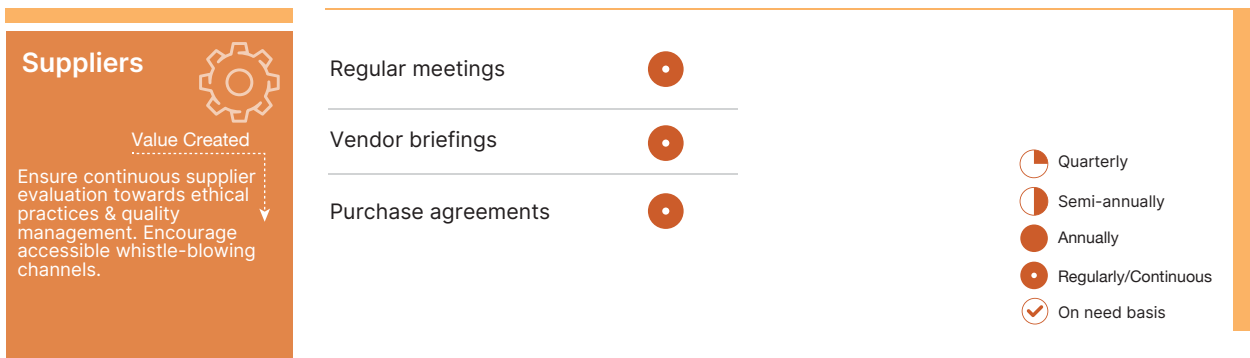 Suppliers
Value Created
Ensure continuous supplier
evaluation towards ethical
practices & quality
management. Encourage
accessible whistle-blowing
channels.
Regular meetings
Vendor briefings
Purchase agreements
Quarterly
Semi-annually
Annually
Regularly/Continuous
On need basis